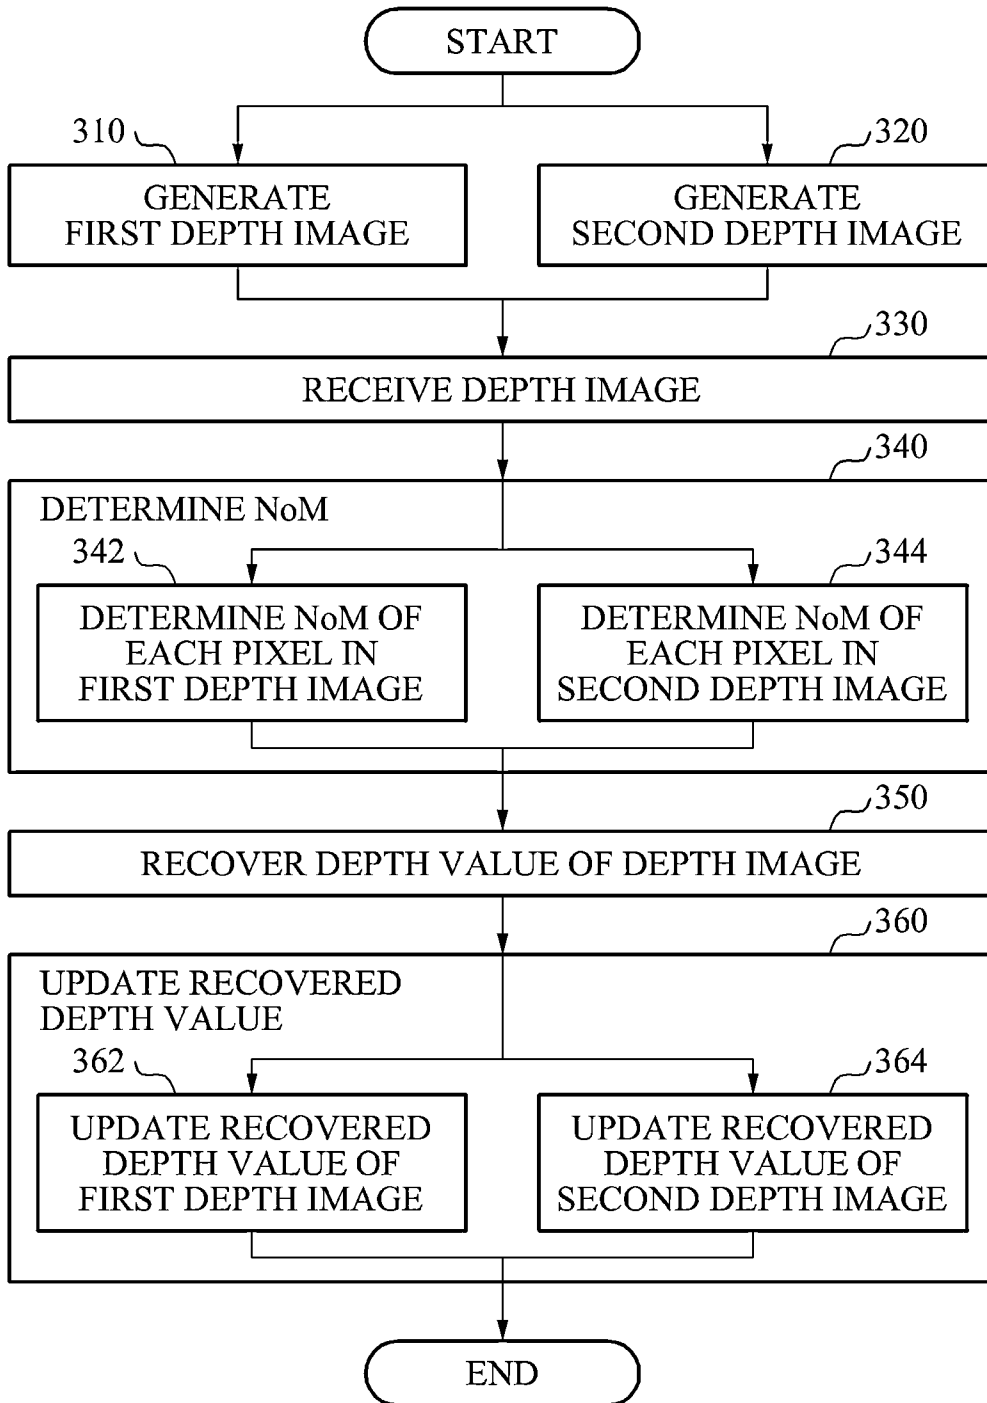 START
310
320
GENERATE
FIRST DEPTH IMAGE
GENERATE
SECOND DEPTH IMAGE
330
RECEIVE DEPTH IMAGE
340
DETERMINE NoM
342
344
DETERMINE NoM OF
EACH PIXEL IN
FIRST DEPTH IMAGE
DETERMINE NoM OF
EACH PIXEL IN
SECOND DEPTH IMAGE
350
RECOVER DEPTH VALUE OF DEPTH IMAGE
360
UPDATE RECOVERED
DEPTH VALUE
362
364
UPDATE RECOVERED
DEPTH VALUE OF
FIRST DEPTH IMAGE
UPDATE RECOVERED
DEPTH VALUE OF
SECOND DEPTH IMAGE
END